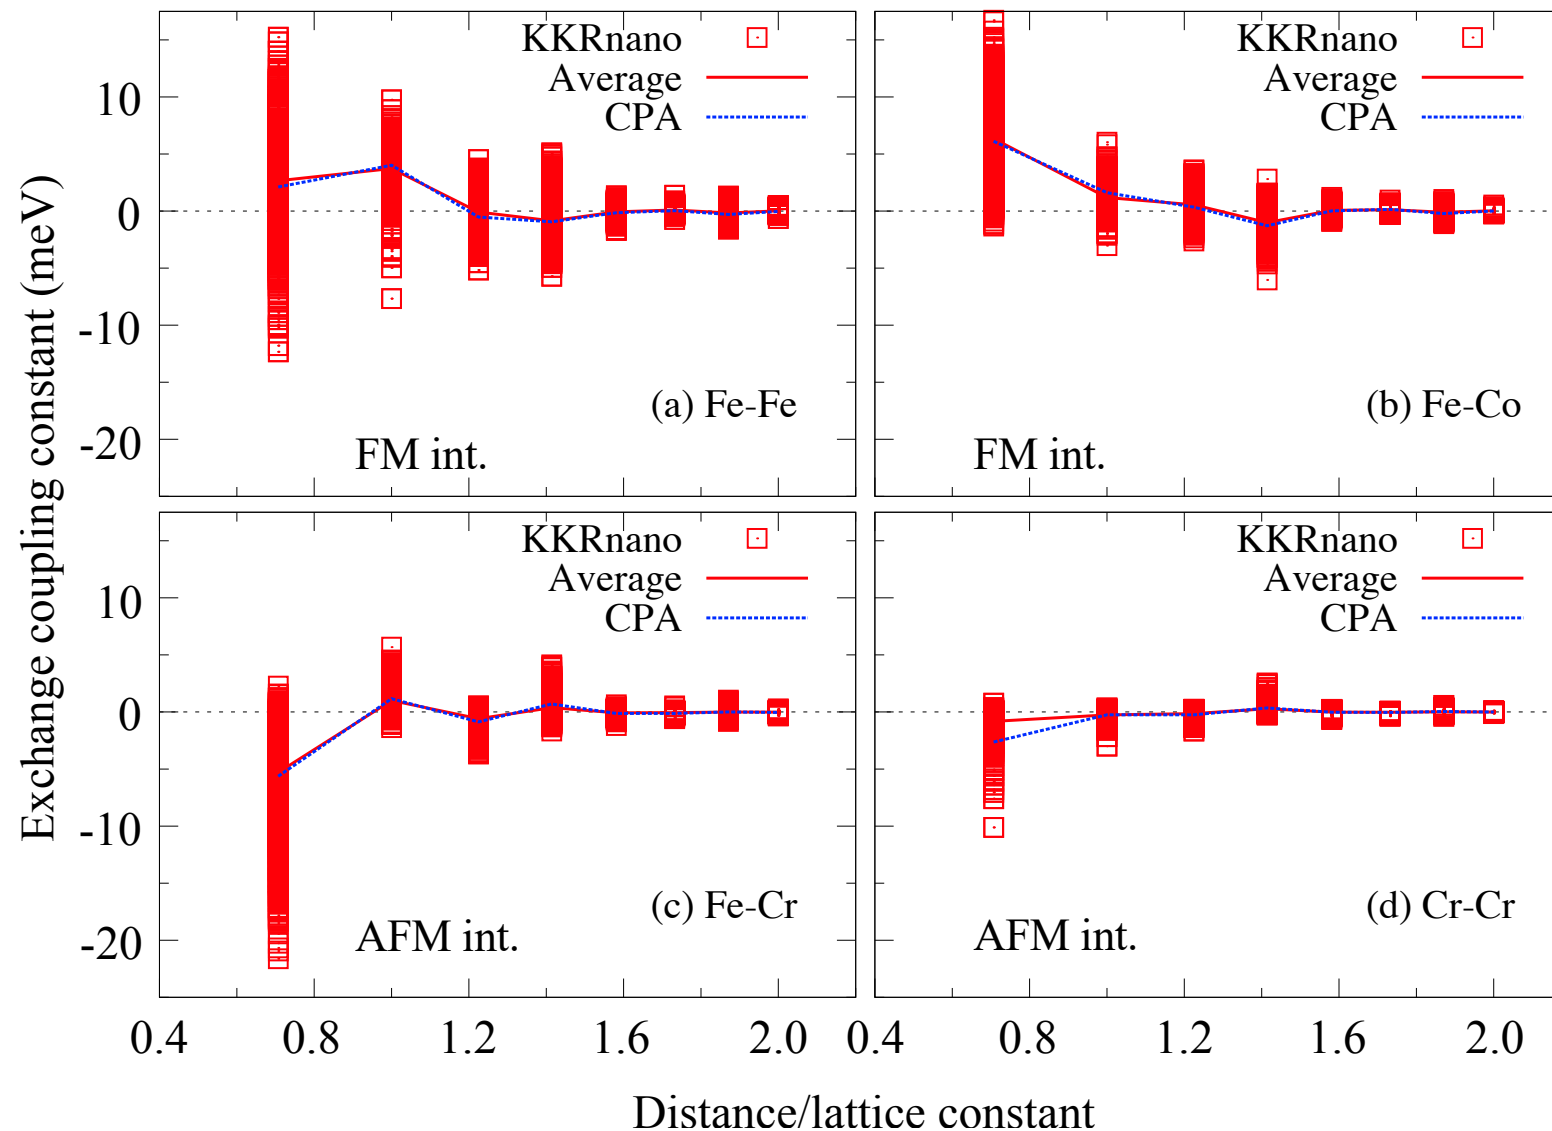 Exchange coupling constant (meV)
10
0
-10
-20
KKRnano
Average
CPA
(a) Fe-Fe
FM int.
KKRnano
Average
CPA
(b) Fe-Co
FM int.
10
0
-10
-20
KKRnano
Average
CPA
(c) Fe-Cr
AFM int.
KKRnano
Average
CPA
(d) Cr-Cr
AFM int.
0.4 0.8 1.2 1.6 2.0 0.4 0.8 1.2 1.6 2.0
Distance/lattice constant